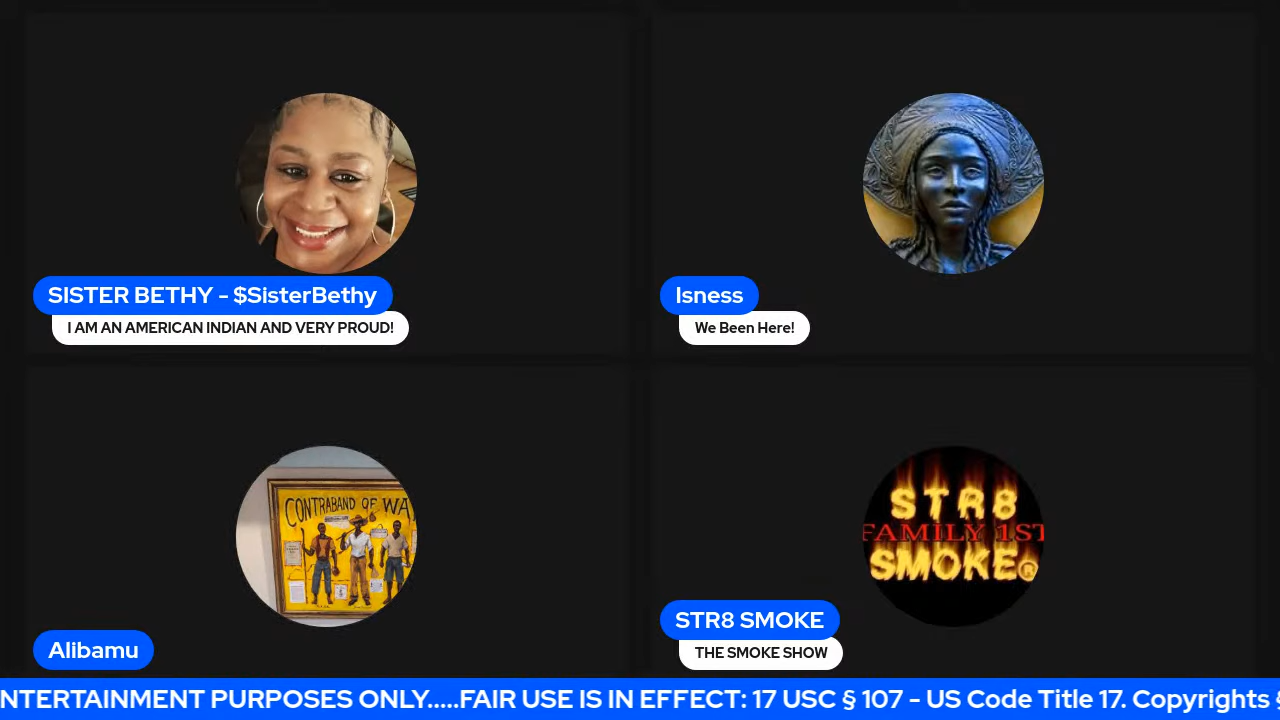 SISTER BETHY - $SisterBethy
I AM AN AMERICAN INDIAN AND VERY PROUD!
Isness
We Been Here!
CONTRABAND OF WA
Alibamu
STR8
FAMILY 1ST
SMOKE®
STR8 SMOKE
THE SMOKE SHOW
NTERTAINMENT PURPOSES ONLY.....FAIR USE IS IN EFFECT: 17 USC § 107 - US Code Title 17. Copyrights §